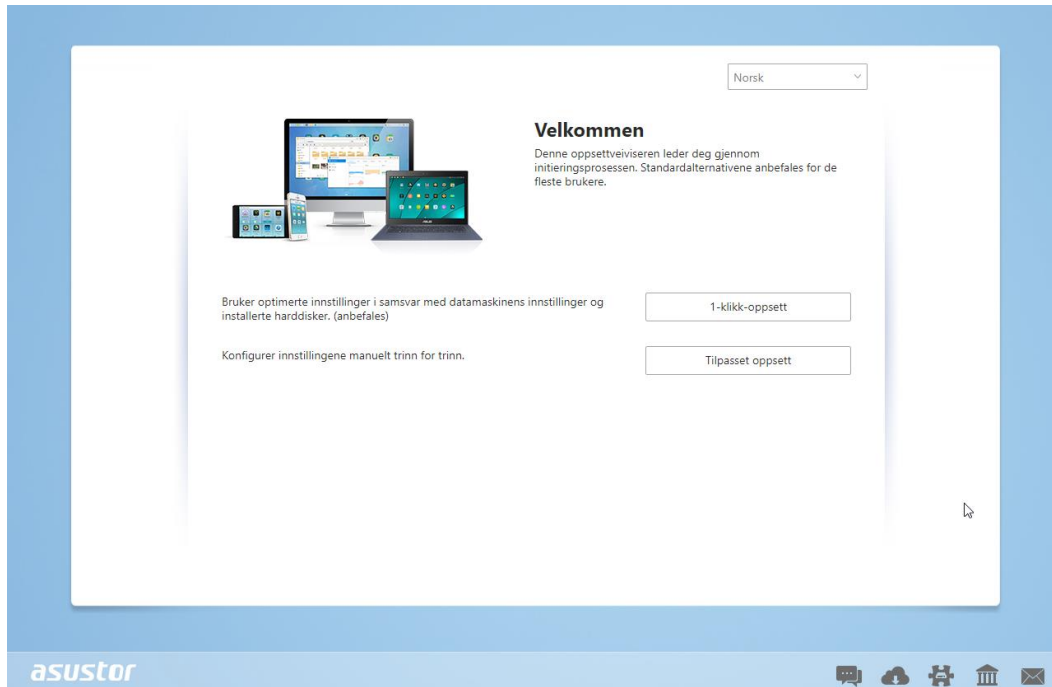 Norsk
Velkommen
Denne oppsettveiviseren leder deg gjennom
initieringsprosessen. Standardalternativene anbefales for de
fleste brukere.
Bruker optimerte innstillinger i samsvar med datamaskinens innstillinger og
installerte harddisker. (anbefales)
1-klikk-oppsett
Konfigurer innstillingene manuelt trinn for trinn.
Tilpasset oppsett
asustor